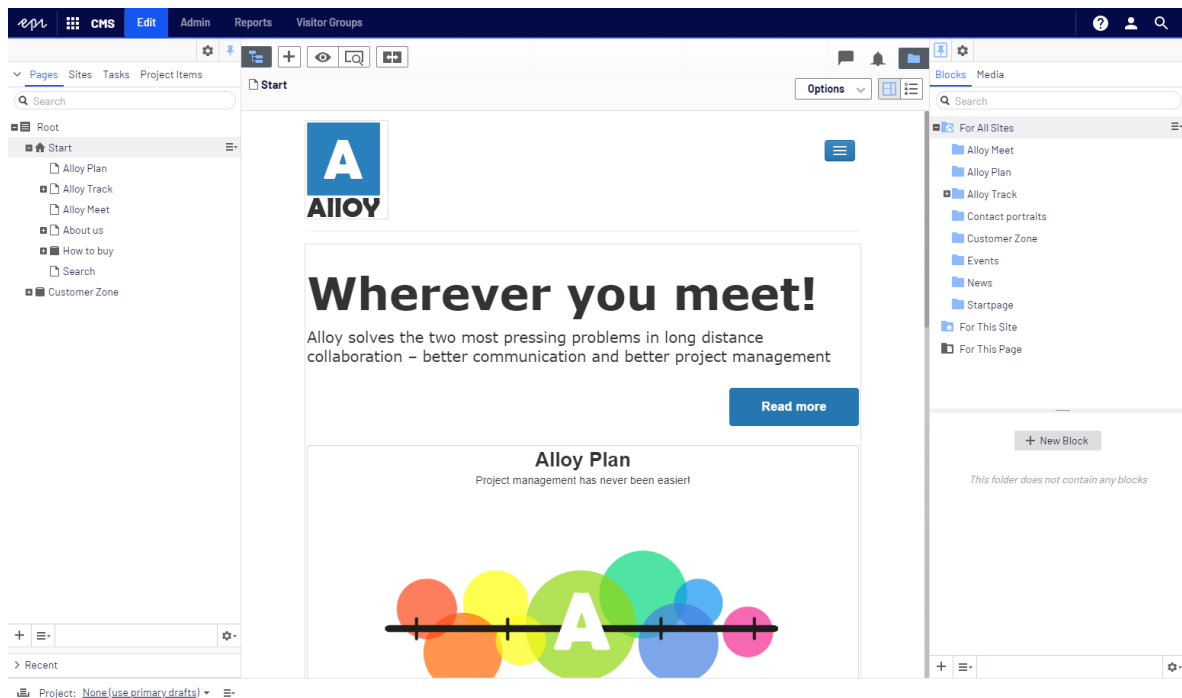 epi CMS Edit Admin Reports Visitor Groups
Pages Sites Tasks Project Items
Search
Root
Start
Alloy Plan
Alloy Track
Alloy Meet
About us
How to buy
Search
Customer Zone
Recent
Project: None (use primary drafts)
Start
Options
A
AllOY
Wherever you meet!
Alloy solves the two most pressing problems in long distance
collaboration – better communication and better project management
Read more
Alloy Plan
Project management has never been easier!
A
Blocks Media
Search
For All Sites
Alloy Meet
Alloy Plan
Alloy Track
Contact portraits
Customer Zone
Events
News
Startpage
For This Site
For This Page
+ New Block
This folder does not contain any blocks